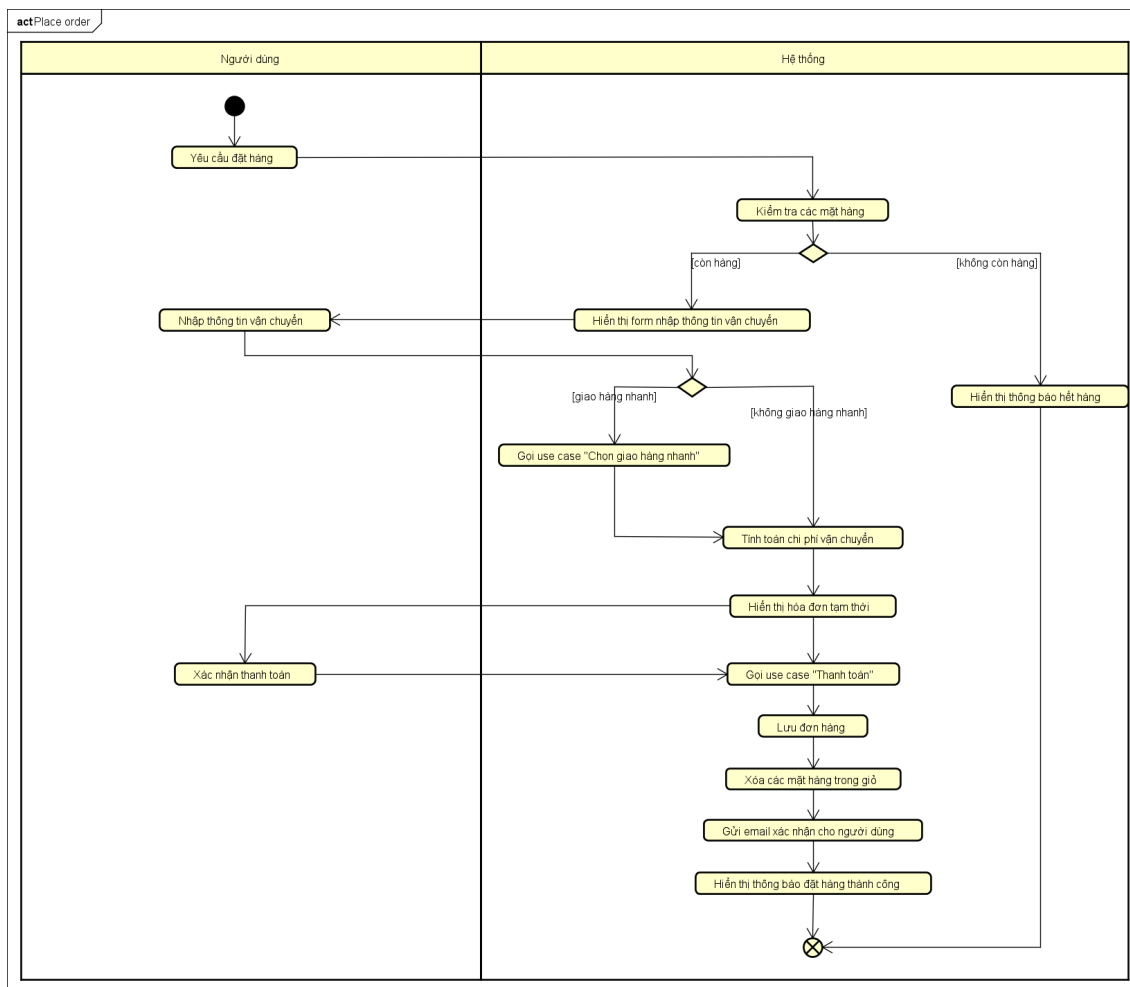 act Place order
Người dùng
Hệ thống
Yêu cầu đặt hàng
Kiểm tra các mặt hàng
[còn hàng]
[không còn hàng]
Nhập thông tin vận chuyển
Hiển thị form nhập thông tin vận chuyển
[giao hàng nhanh]
[không giao hàng nhanh]
Hiển thị thông báo hết hàng
Gọi use case "Chọn giao hàng nhanh"
Tính toán chi phí vận chuyển
Hiển thị hóa đơn tạm thời
Xác nhận thanh toán
Gọi use case "Thanh toán"
Lưu đơn hàng
Xóa các mặt hàng trong giỏ
Gửi email xác nhận cho người dùng
Hiển thị thông báo đặt hàng thành công